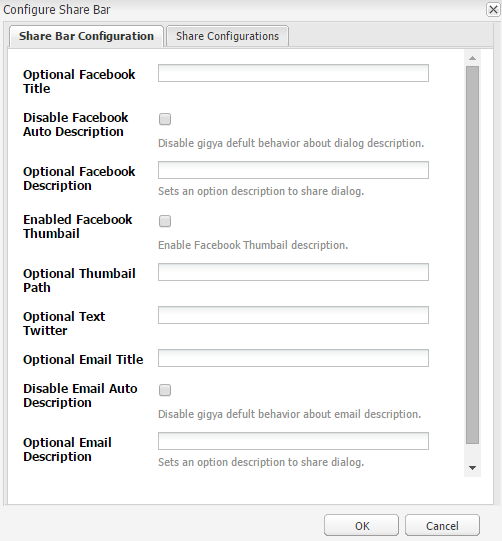 Configure Share Bar
Share Bar Configuration
Share Configurations
Optional Facebook
Title
Disable Facebook
Auto Description
Disable gigya defult behavior about dialog description.
Optional Facebook
Description
Sets an option description to share dialog.
Enabled Facebook
Thumbail
Enable Facebook Thumbail description.
Optional Thumbail
Path
Optional Text
Twitter
Optional Email Title
Disable Email Auto
Description
Disable gigya defult behavior about email description.
Optional Email
Description
Sets an option description to share dialog.
OK
Cancel